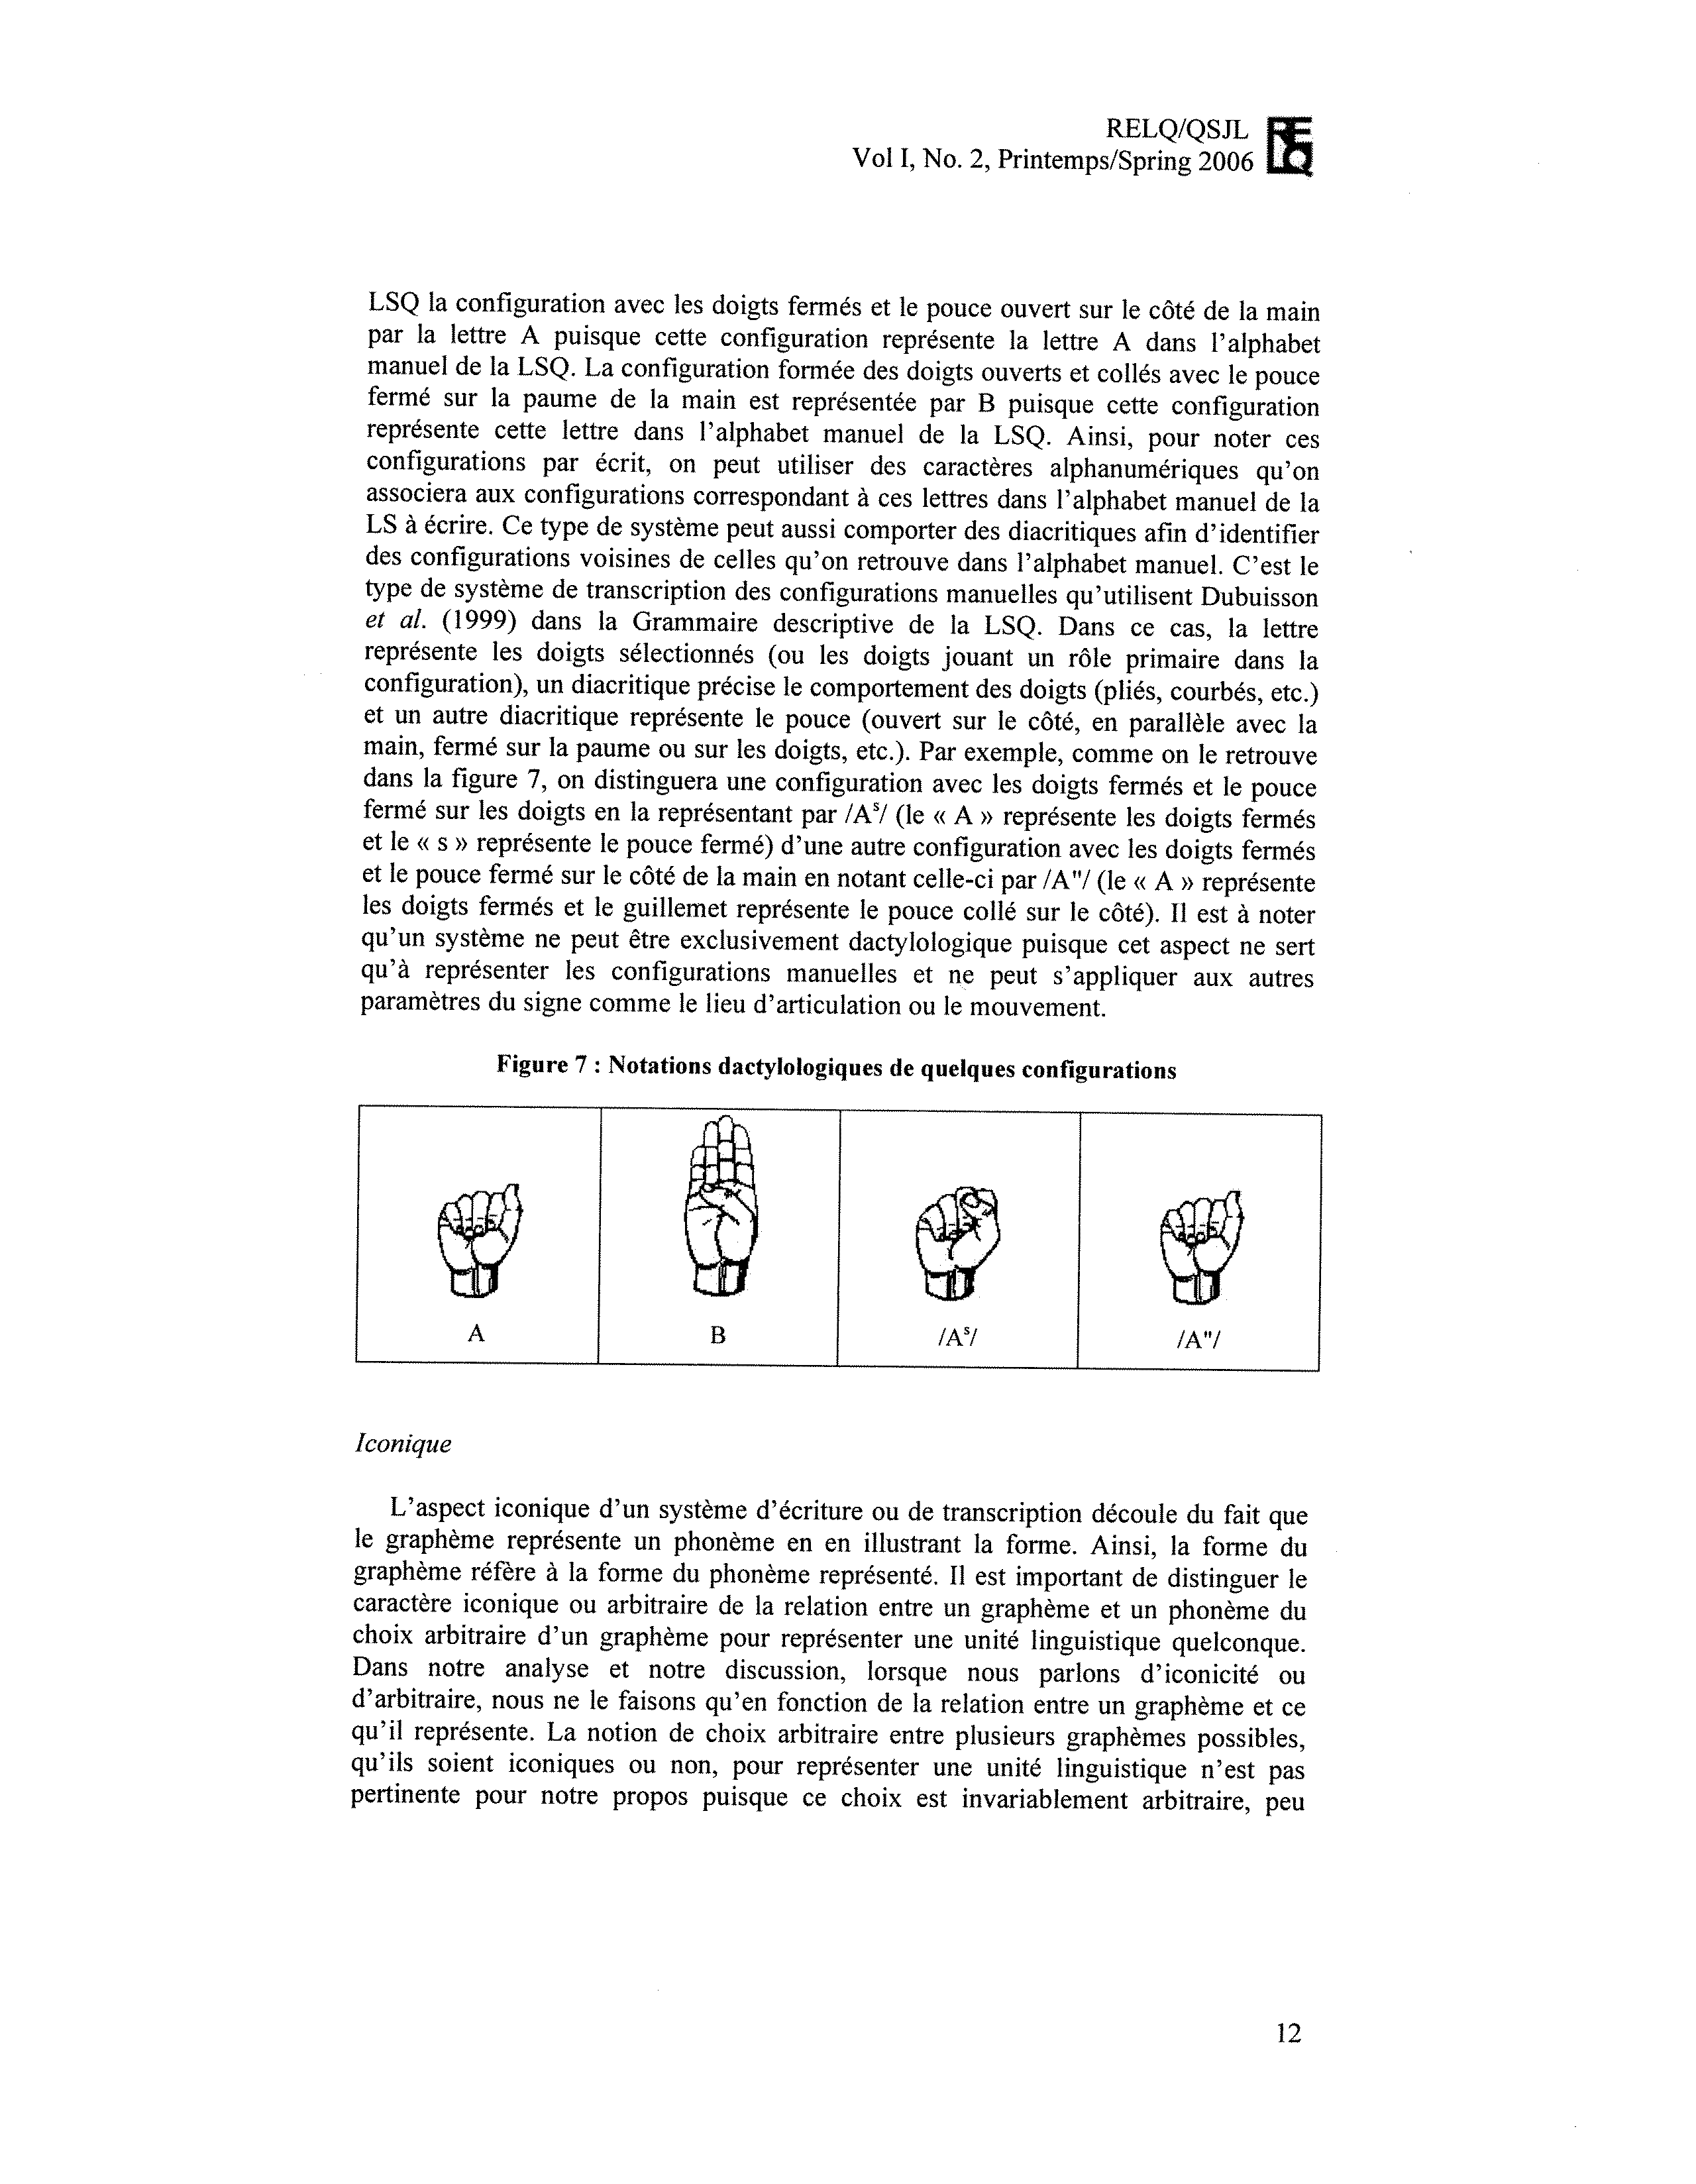 RELQ/QSJL
Vol I, No. 2, Printemps/Spring 2006
RELQ
LSQ la configuration avec les doigts fermés et le pouce ouvert sur le côté de la main
par la lettre A puisque cette configuration représente la lettre A dans l'alphabet
manuel de la LSQ. La configuration formée des doigts ouverts et collés avec le pouce
fermé sur la paume de la main est représentée par B puisque cette configuration
représente cette lettre dans l'alphabet manuel de la LSQ. Ainsi, pour noter ces
configurations par écrit, on peut utiliser des caractères alphanumériques qu'on
associera aux configurations correspondant à ces lettres dans l'alphabet manuel de la
LS à écrire. Ce type de système peut aussi comporter des diacritiques afin d'identifier
des configurations voisines de celles qu'on retrouve dans l'alphabet manuel. C'est le
type de système de transcription des configurations manuelles qu'utilisent Dubuisson
et al. (1999) dans la Grammaire descriptive de la LSQ. Dans ce cas, la lettre
représente les doigts sélectionnés (ou les doigts jouant un rôle primaire dans la
configuration), un diacritique précise le comportement des doigts (pliés, courbés, etc.)
et un autre diacritique représente le pouce (ouvert sur le côté, en parallèle avec la
main, fermé sur la paume ou sur les doigts, etc.). Par exemple, comme on le retrouve
dans la figure 7, on distinguera une configuration avec les doigts fermés et le pouce
fermé sur les doigts en la représentant par /Aˢ/ (le « A » représente les doigts fermés
et le « s » représente le pouce fermé) d'une autre configuration avec les doigts fermés
et le pouce fermé sur le côté de la main en notant celle-ci par /A"/ (le « A » représente
les doigts fermés et le guillemet représente le pouce collé sur le côté). Il est à noter
qu'un système ne peut être exclusivement dactylologique puisque cet aspect ne sert
qu'à représenter les configurations manuelles et ne peut s'appliquer aux autres
paramètres du signe comme le lieu d'articulation ou le mouvement.
Figure 7 : Notations dactylologiques de quelques configurations
A B /Aˢ/ /A"/
Iconique
L'aspect iconique d'un système d'écriture ou de transcription découle du fait que
le graphème représente un phonème en en illustrant la forme. Ainsi, la forme du
graphème réfère à la forme du phonème représenté. Il est important de distinguer le
caractère iconique ou arbitraire de la relation entre un graphème et un phonème du
choix arbitraire d'un graphème pour représenter une unité linguistique quelconque.
Dans notre analyse et notre discussion, lorsque nous parlons d'iconicité ou
d'arbitraire, nous ne le faisons qu'en fonction de la relation entre un graphème et ce
qu'il représente. La notion de choix arbitraire entre plusieurs graphèmes possibles,
qu'ils soient iconiques ou non, pour représenter une unité linguistique n'est pas
pertinente pour notre propos puisque ce choix est invariablement arbitraire, peu
12